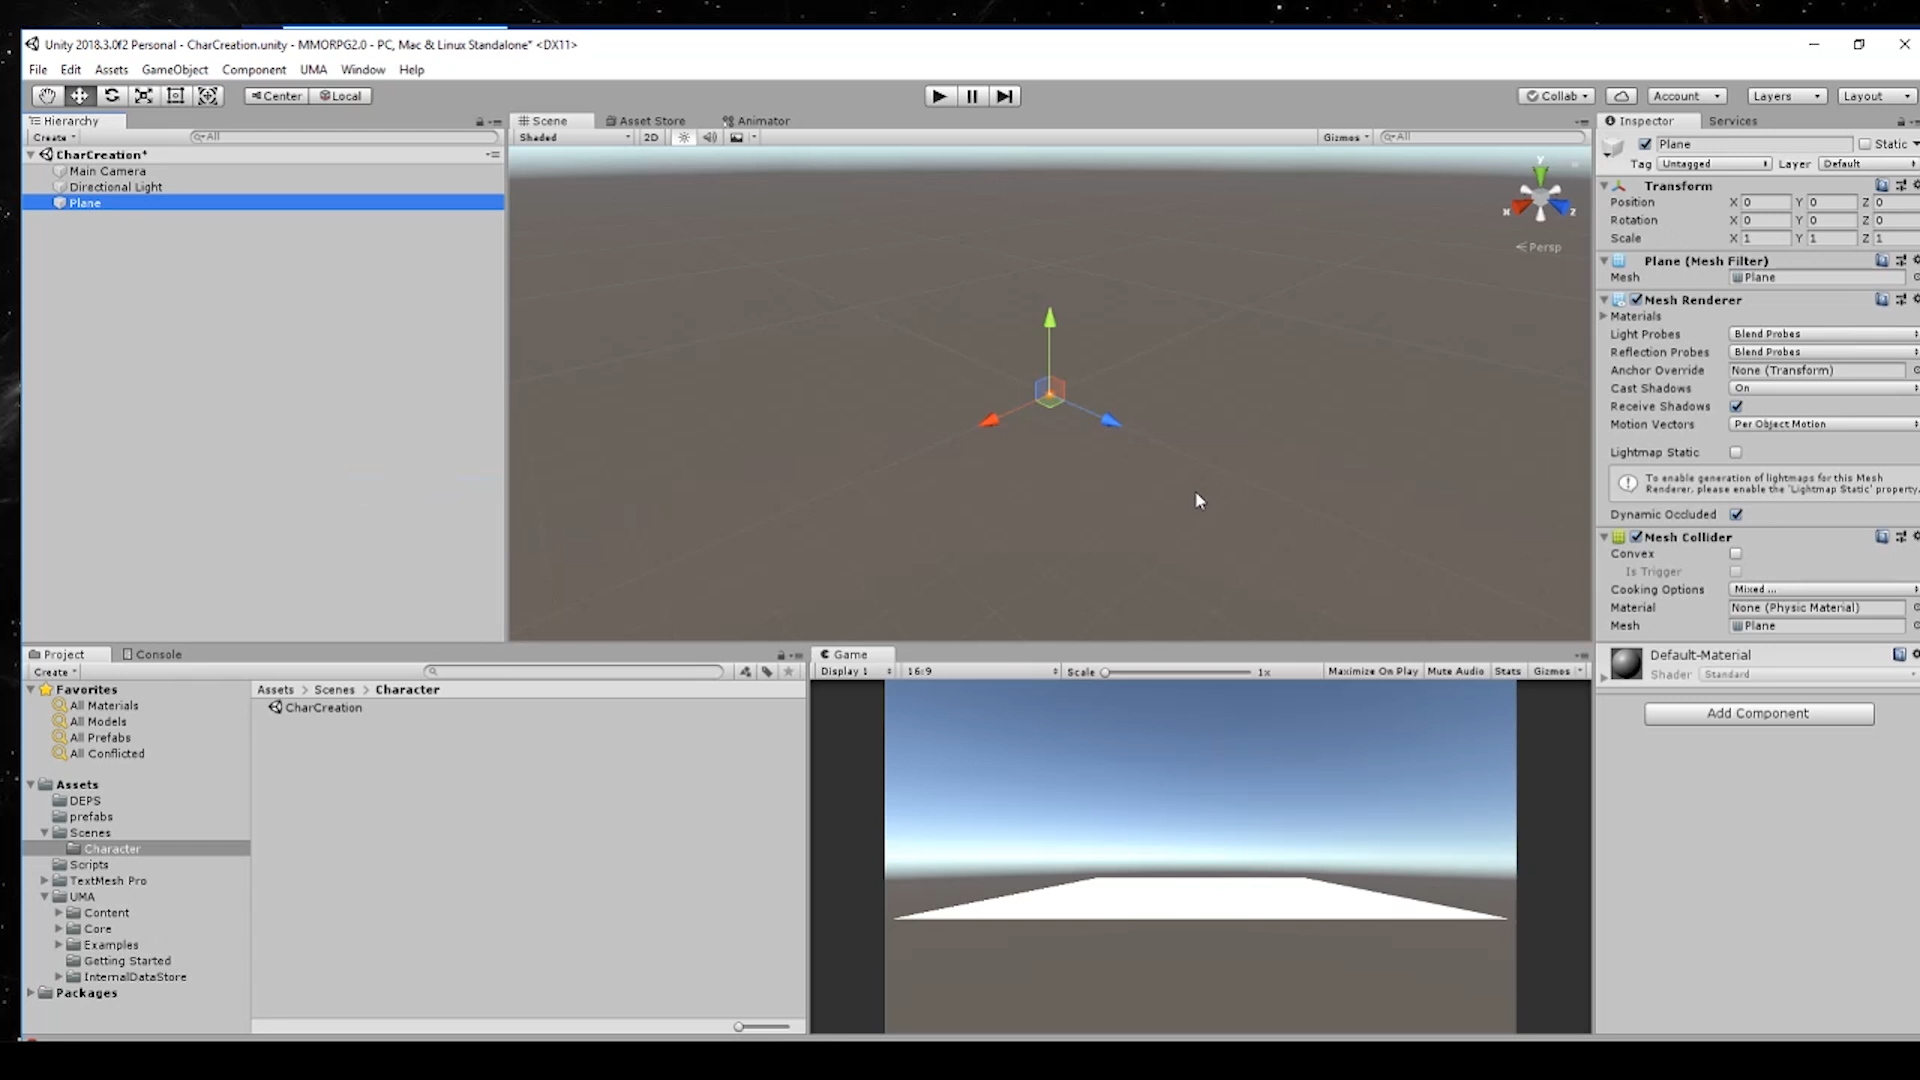 Unity 2018.3.0f2 Personal - CharCreation.unity - MMORPG2.0 - PC, Mac & Linux Standalone* <DX11>
File Edit Assets GameObject Component UMA Window Help
Center Local
Collab Account Layers Layout
Hierarchy
Create All
CharCreation*
Main Camera
Directional Light
Plane
Scene Asset Store Animator
Shaded 2D Gizmos All
y
x z
Persp
Inspector Services
Plane Static
Tag Untagged Layer Default
Transform
Position X 0 Y 0 Z 0
Rotation X 0 Y 0 Z 0
Scale X 1 Y 1 Z 1
Plane (Mesh Filter)
Mesh Plane
Mesh Renderer
Materials
Light Probes Blend Probes
Reflection Probes Blend Probes
Anchor Override None (Transform)
Cast Shadows On
Receive Shadows
Motion Vectors Per Object Motion
Lightmap Static
To enable generation of lightmaps for this Mesh
Renderer, please enable the 'Lightmap Static' property.
Dynamic Occluded
Mesh Collider
Convex
Is Trigger
Cooking Options Mixed ...
Material None (Physic Material)
Mesh Plane
Default-Material
Shader Standard
Add Component
Project Console
Create
Favorites
All Materials
All Models
All Prefabs
All Conflicted
Assets
DEPS
prefabs
Scenes
Character
Scripts
TextMesh Pro
UMA
Content
Core
Examples
Getting Started
InternalDataStore
Packages
Assets > Scenes > Character
CharCreation
Game
Display 1 16:9 Scale 1x Maximize On Play Mute Audio Stats Gizmos